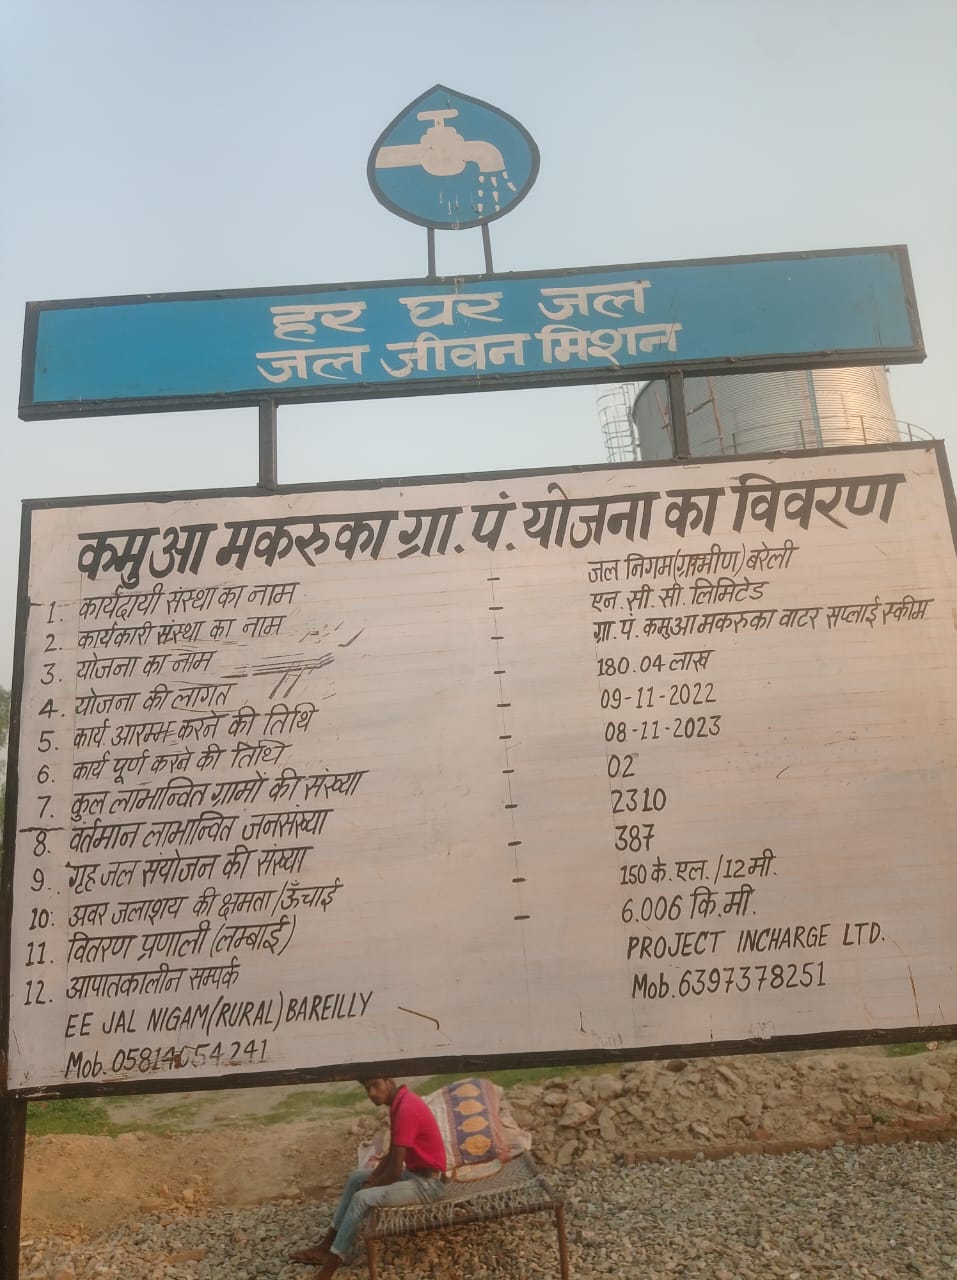 हर घर जल
जल जीवन मिशन
कमुआ मकरुका ग्रा. पं. योजना का विवरण
1. कार्यदायी संस्था का नाम - जल निगम(ग्रामीण) बरेली
2. कार्यकारी संस्था का नाम - एन. सी. सी. लिमिटेड
3. योजना का नाम - ग्रा. पं. कमुआ मकरुका वाटर सप्लाई स्कीम
4. योजना की लागत - 180.04 लाख
5. कार्य आरम्भ करने की तिथि - 09-11-2022
6. कार्य पूर्ण करने की तिथि - 08-11-2023
7. कुल लाभान्वित ग्रामों की संख्या - 02
8. वर्तमान लाभान्वित जनसंख्या - 2310
9. गृह जल संयोजन की संख्या - 387
10. अवर जलाशय की क्षमता/ऊँचाई - 150 के. एल. /12 मी.
11. वितरण प्रणाली (लम्बाई) - 6.006 कि. मी.
12. आपातकालीन सम्पर्क
EE JAL NIGAM(RURAL) BAREILLY PROJECT INCHARGE LTD.
Mob. 05814054241 Mob. 6397378251